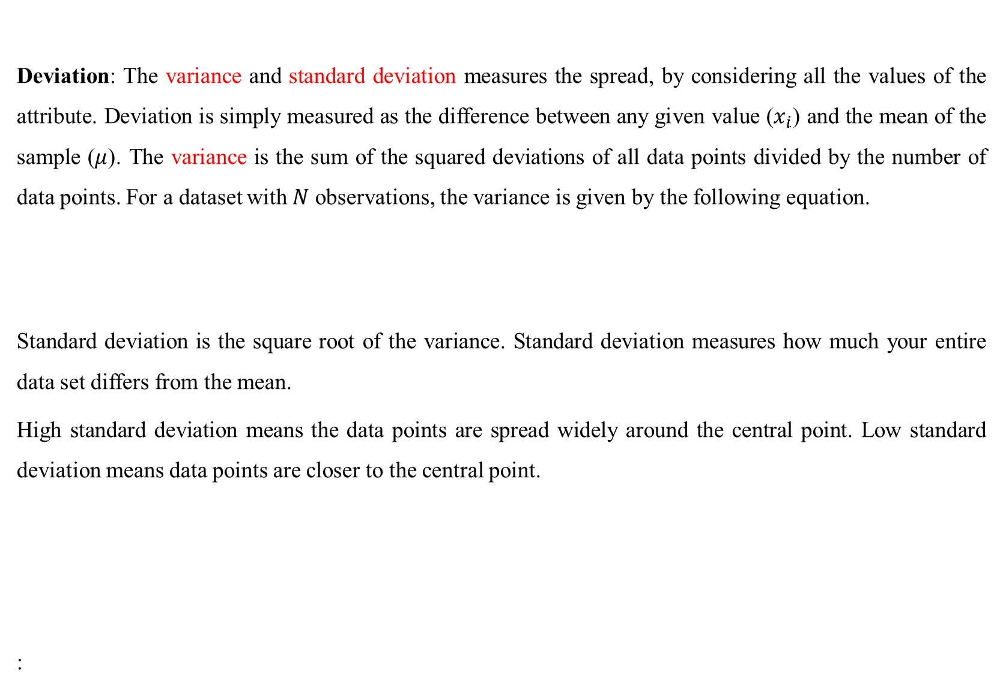 Deviation: The variance and standard deviation measures the spread, by considering all the values of the
attribute. Deviation is simply measured as the difference between any given value (𝑥ᵢ) and the mean of the
sample (𝜇). The variance is the sum of the squared deviations of all data points divided by the number of
data points. For a dataset with 𝑁 observations, the variance is given by the following equation.
Standard deviation is the square root of the variance. Standard deviation measures how much your entire
data set differs from the mean.
High standard deviation means the data points are spread widely around the central point. Low standard
deviation means data points are closer to the central point.
: